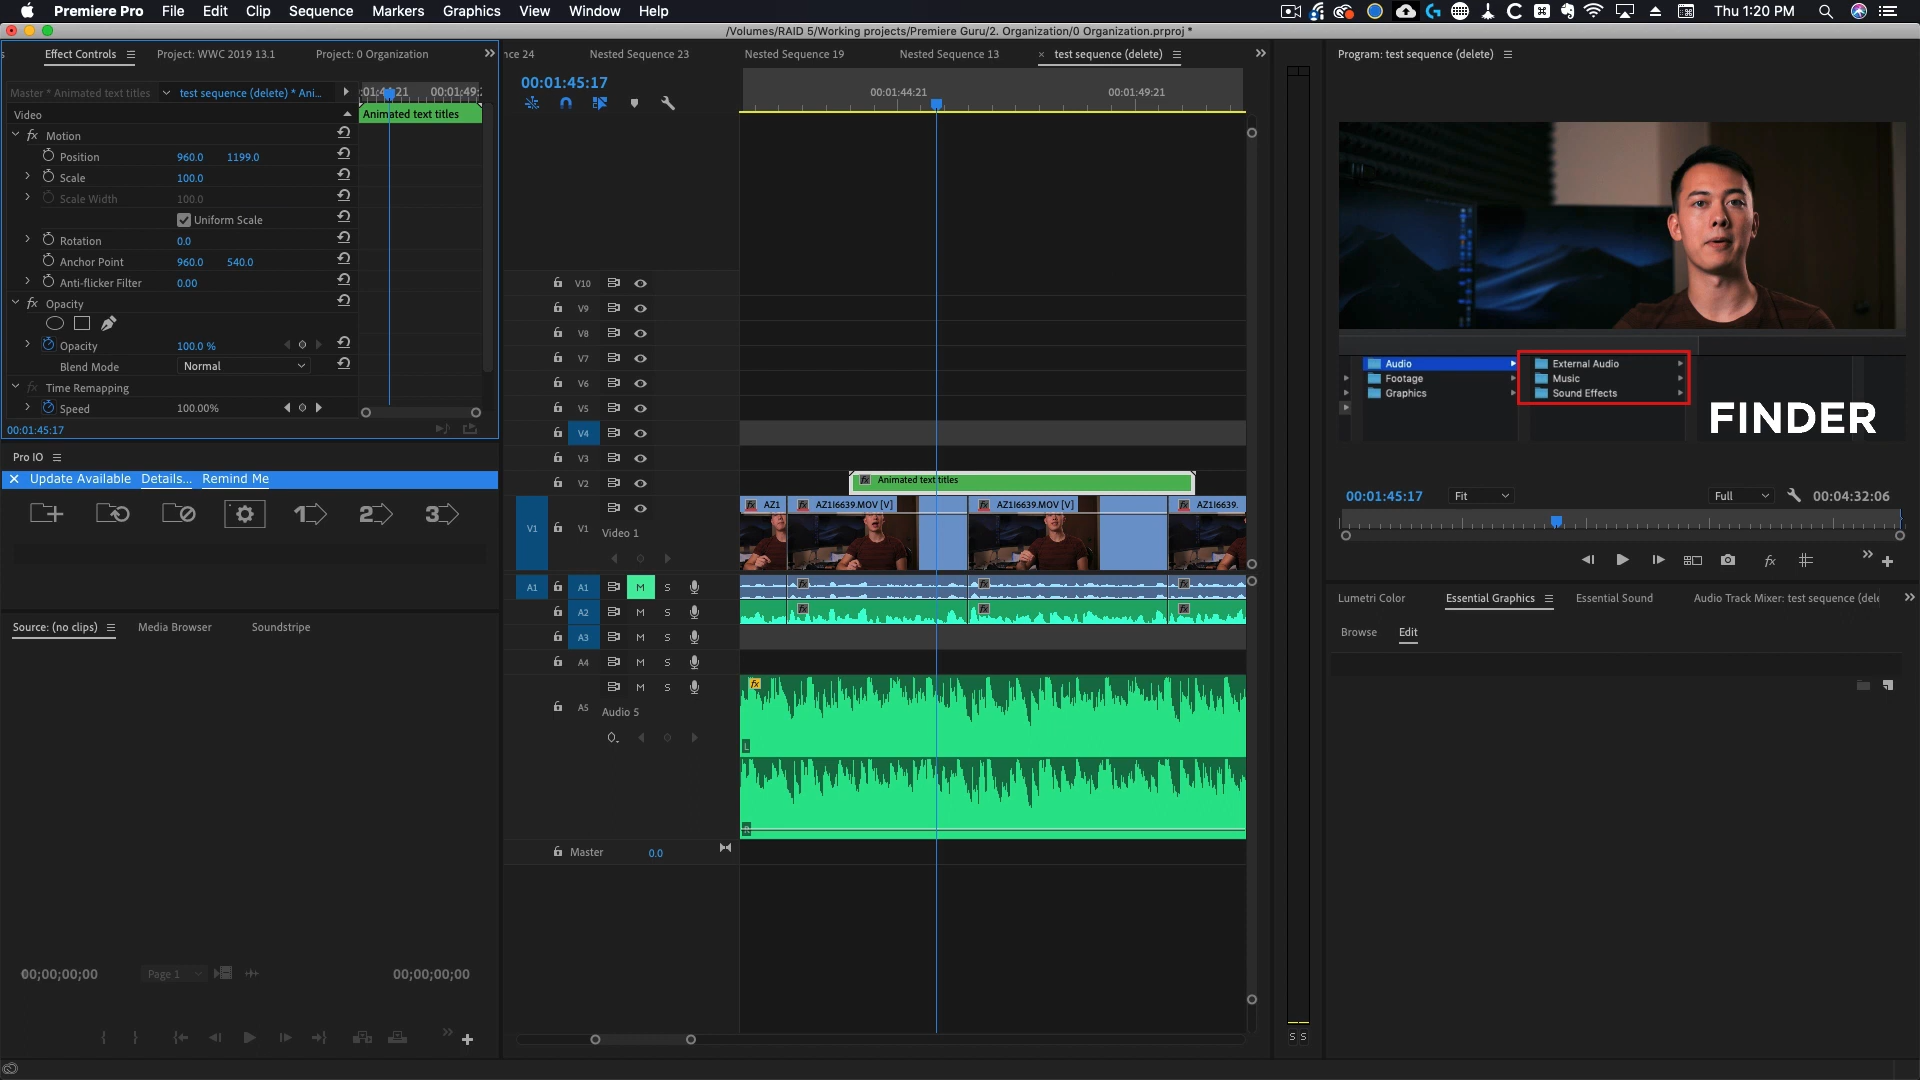 Premiere Pro File Edit Clip Sequence Markers Graphics View Window Help Thu 1:20 PM
/Volumes/RAID 5/Working projects/Premiere Guru/2. Organization/0 Organization.prproj *
Effect Controls Project: WWC 2019 13.1 Project: 0 Organization
Master * Animated text titles test sequence (delete) * Ani...
00:01:49:
Video
Animated text titles
Motion
Position 960.0 1199.0
Scale 100.0
Scale Width 100.0
Uniform Scale
Rotation 0.0
Anchor Point 960.0 540.0
Anti-flicker Filter 0.00
Opacity
Opacity 100.0 %
Blend Mode Normal
Time Remapping
Speed 100.00%
00:01:45:17
Pro IO
Update Available Details... Remind Me
1 2 3
Source: (no clips) Media Browser Soundstripe
00;00;00;00 Page 1 00;00;00;00
nce 24 Nested Sequence 23 Nested Sequence 19 Nested Sequence 13 test sequence (delete)
00:01:45:17
00:01:44:21 00:01:49:21
V10
V9
V8
V7
V6
V5
V4
V3
V2 Animated text titles
V1 V1 Video 1
AZ1 AZ1I6639.MOV [V] AZ1I6639.MOV [V] AZ1I6639.
A1 A1 M S
A2 M S
A3 M S
A4 M S
A5 M S
Audio 5
L
R
Master 0.0
S S
Program: test sequence (delete)
Audio
Footage
Graphics
External Audio
Music
Sound Effects
FINDER
00:01:45:17 Fit Full 00:04:32:06
Lumetri Color Essential Graphics Essential Sound Audio Track Mixer: test sequence (dele
Browse Edit